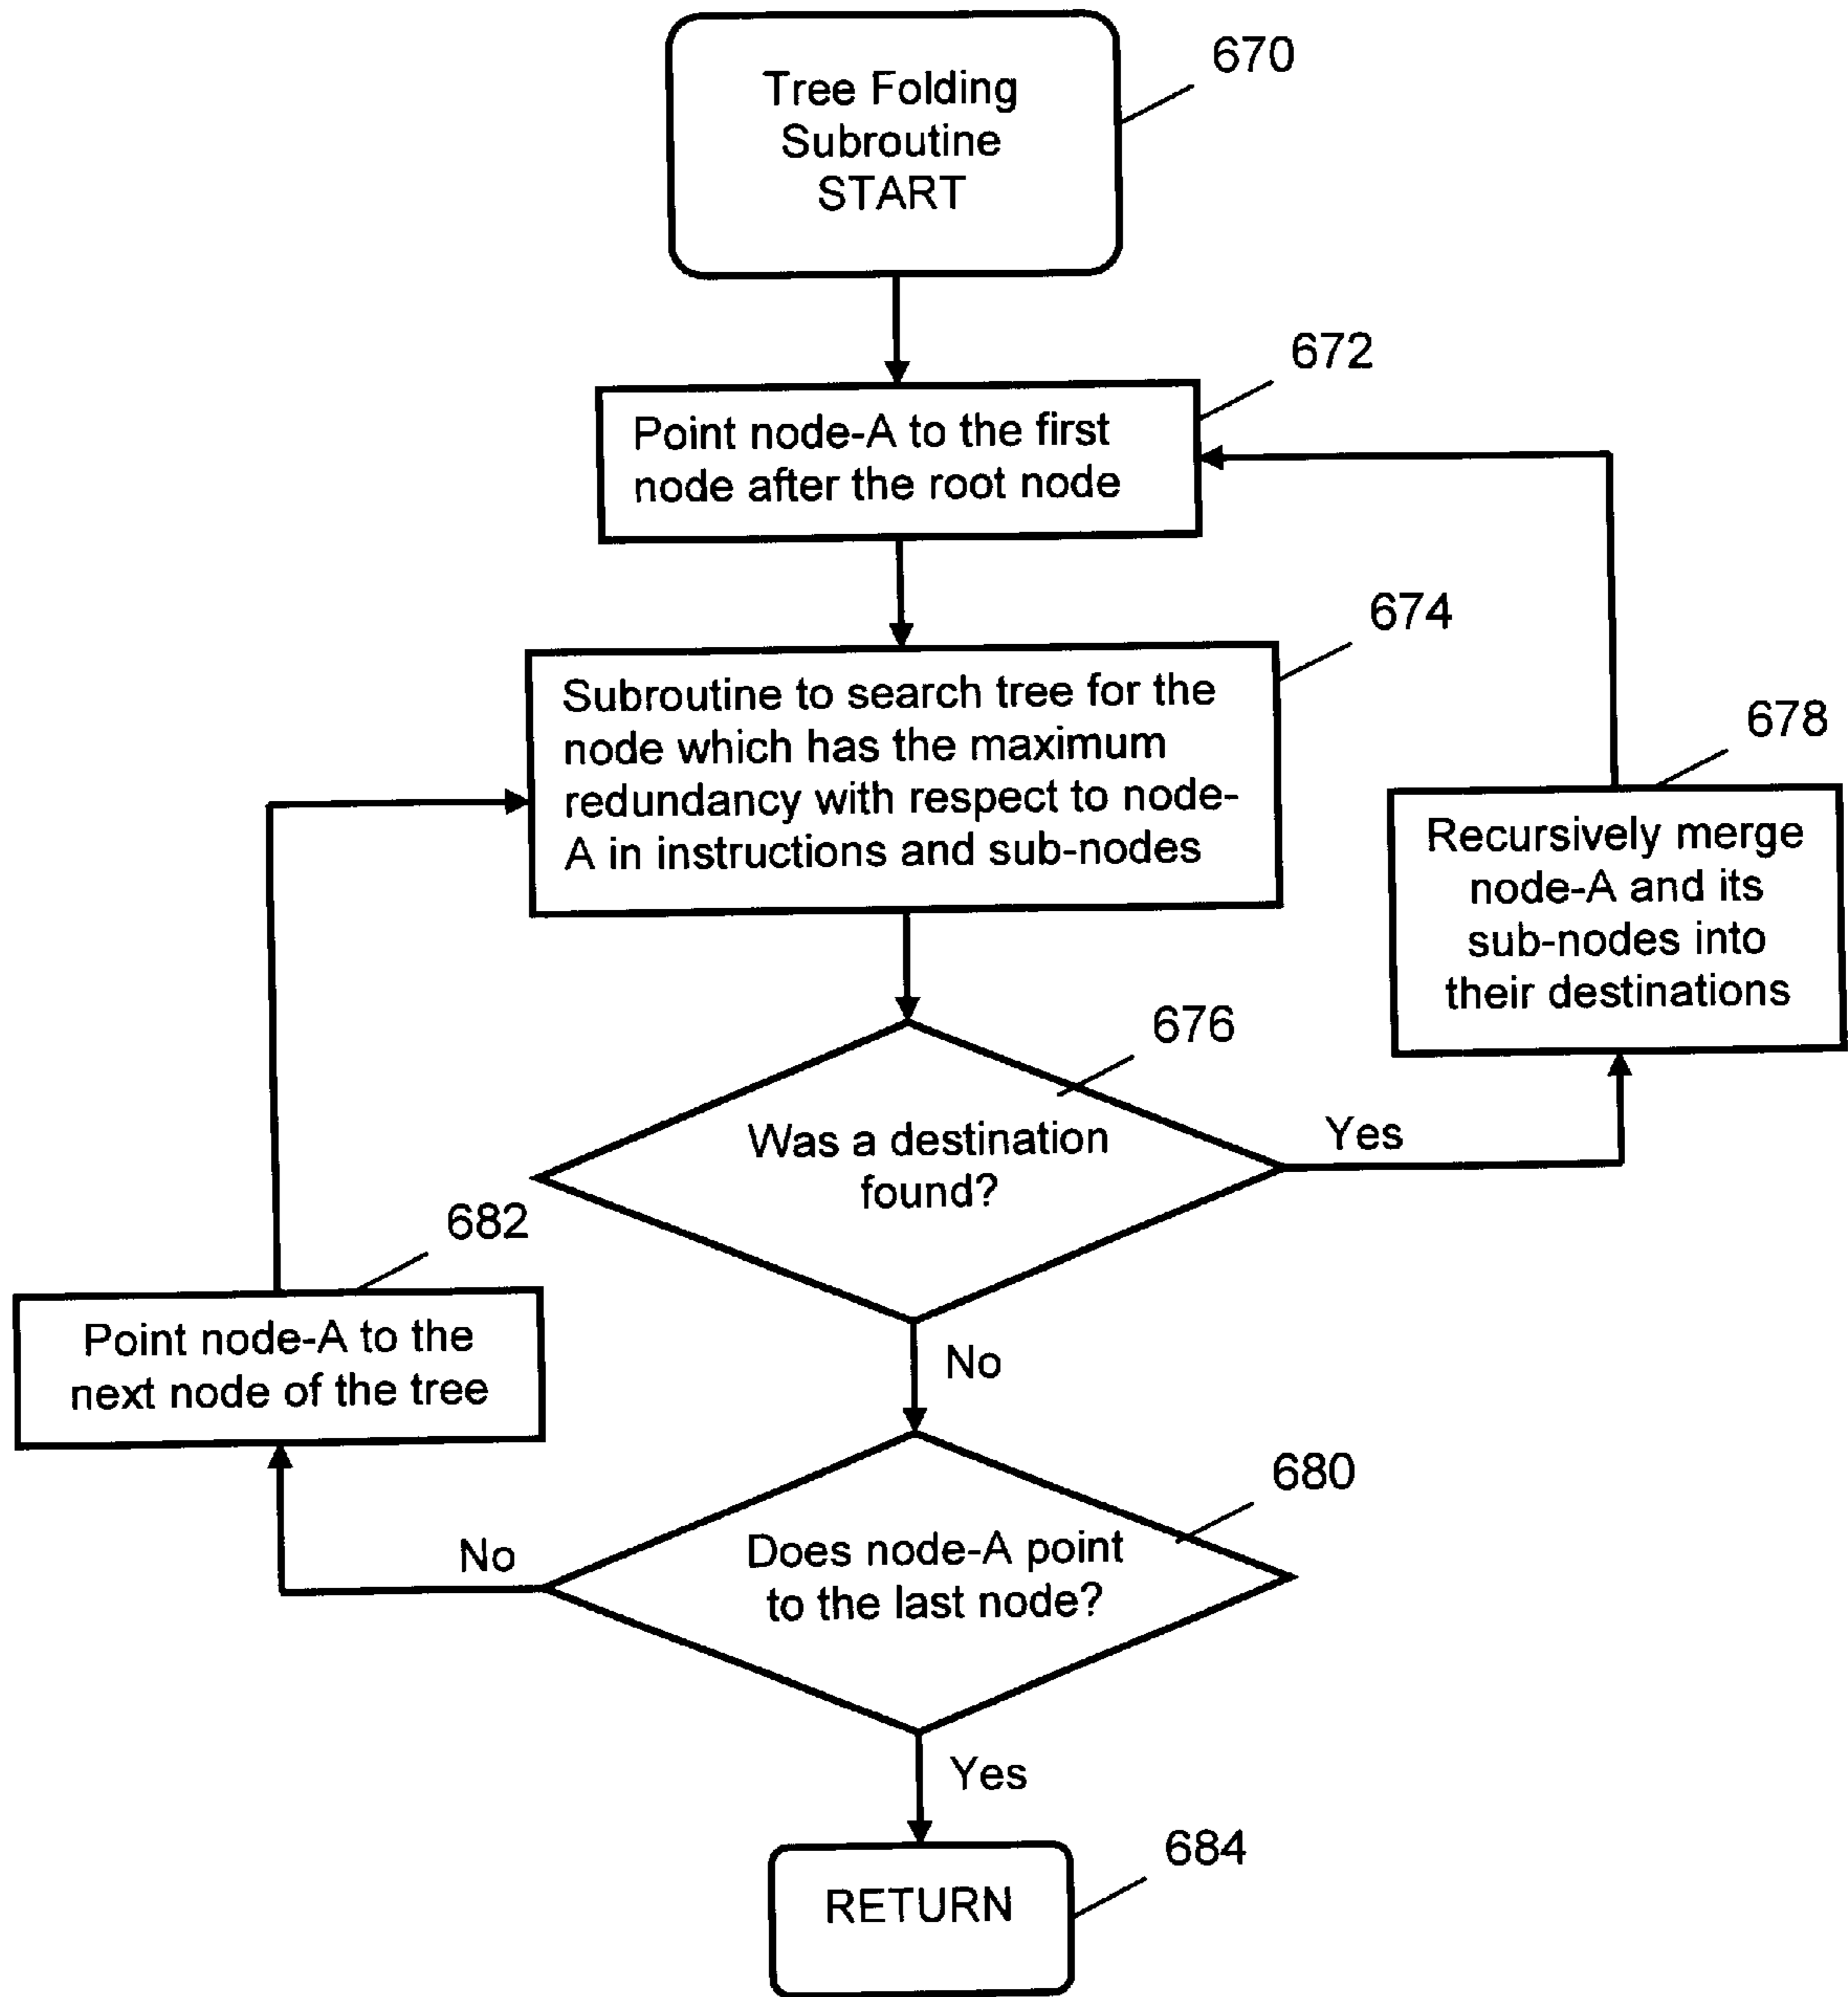 Tree Folding
Subroutine
START
670
672
Point node-A to the first
node after the root node
674
Subroutine to search tree for the
node which has the maximum
redundancy with respect to node-
A in instructions and sub-nodes
678
Recursively merge
node-A and its
sub-nodes into
their destinations
676
Was a destination
found?
Yes
No
682
Point node-A to the
next node of the tree
680
Does node-A point
to the last node?
No
Yes
684
RETURN